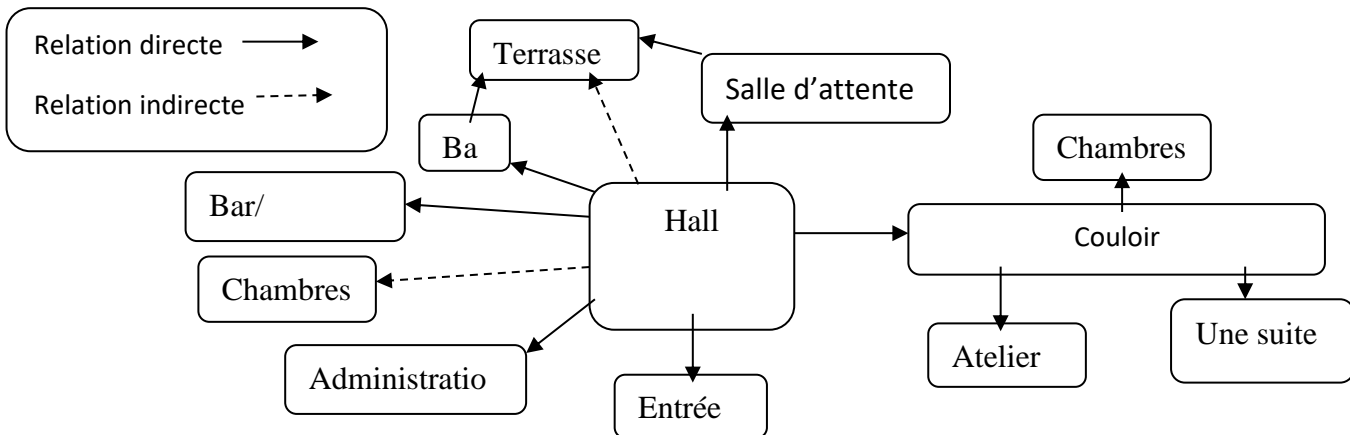 Relation directe
Relation indirecte
Terrasse
Salle d'attente
Ba
Chambres
Bar/
Hall
Couloir
Chambres
Administratio
Entrée
Atelier
Une suite